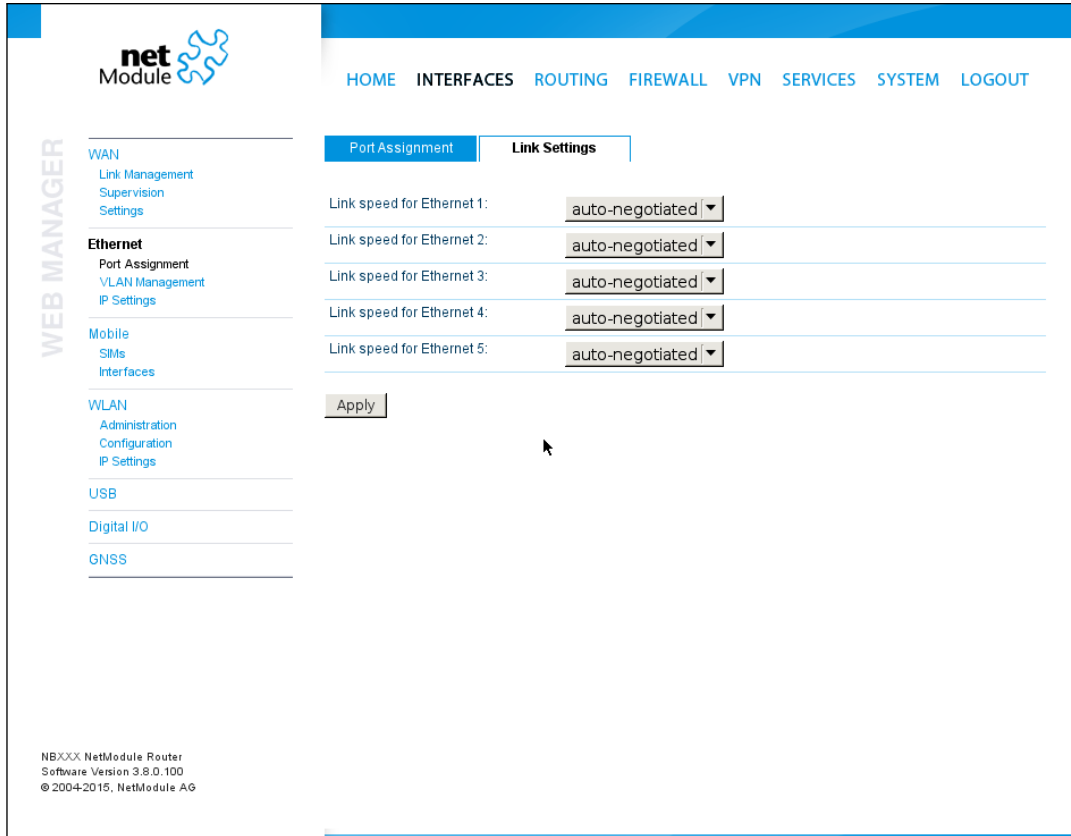 net
Module
HOME INTERFACES ROUTING FIREWALL VPN SERVICES SYSTEM LOGOUT
WEB MANAGER
WAN
Link Management
Supervision
Settings
Ethernet
Port Assignment
VLAN Management
IP Settings
Mobile
SIMs
Interfaces
WLAN
Administration
Configuration
IP Settings
USB
Digital I/O
GNSS
Port Assignment Link Settings
Link speed for Ethernet 1: auto-negotiated
Link speed for Ethernet 2: auto-negotiated
Link speed for Ethernet 3: auto-negotiated
Link speed for Ethernet 4: auto-negotiated
Link speed for Ethernet 5: auto-negotiated
Apply
NBXXX NetModule Router
Software Version 3.8.0.100
© 2004-2015, NetModule AG